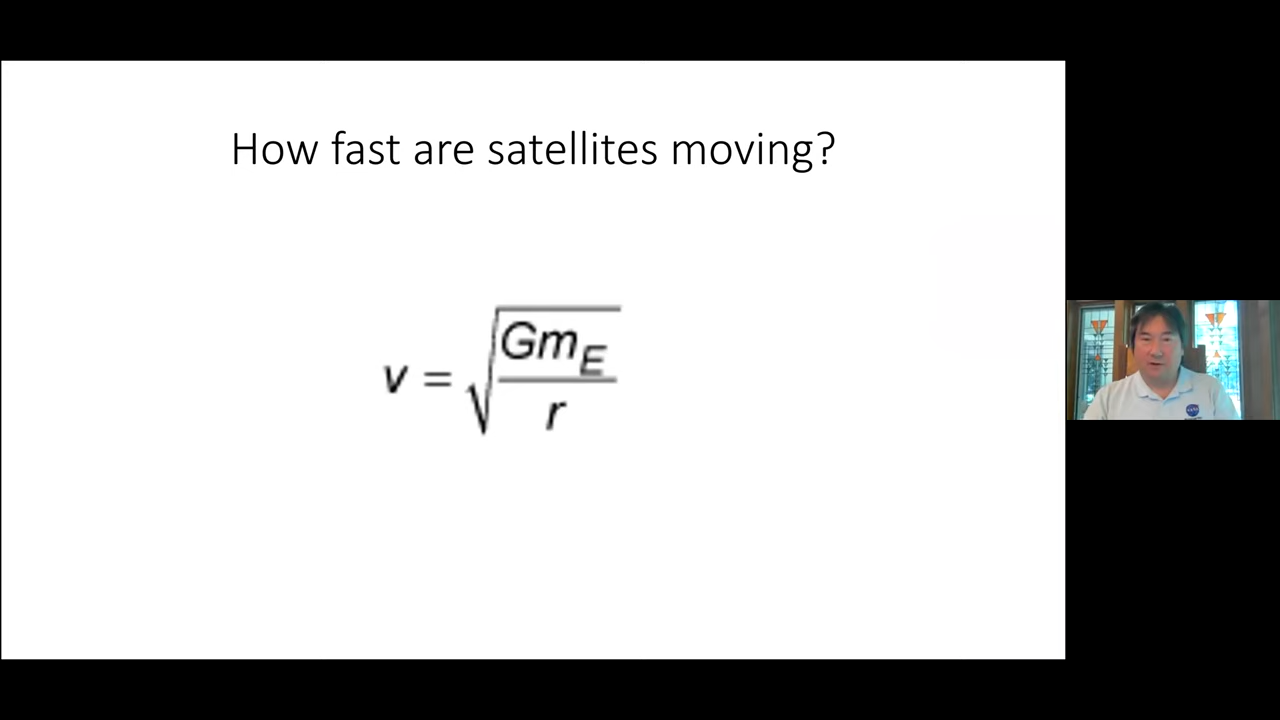 How fast are satellites moving?
v = √(Gm_E / r)